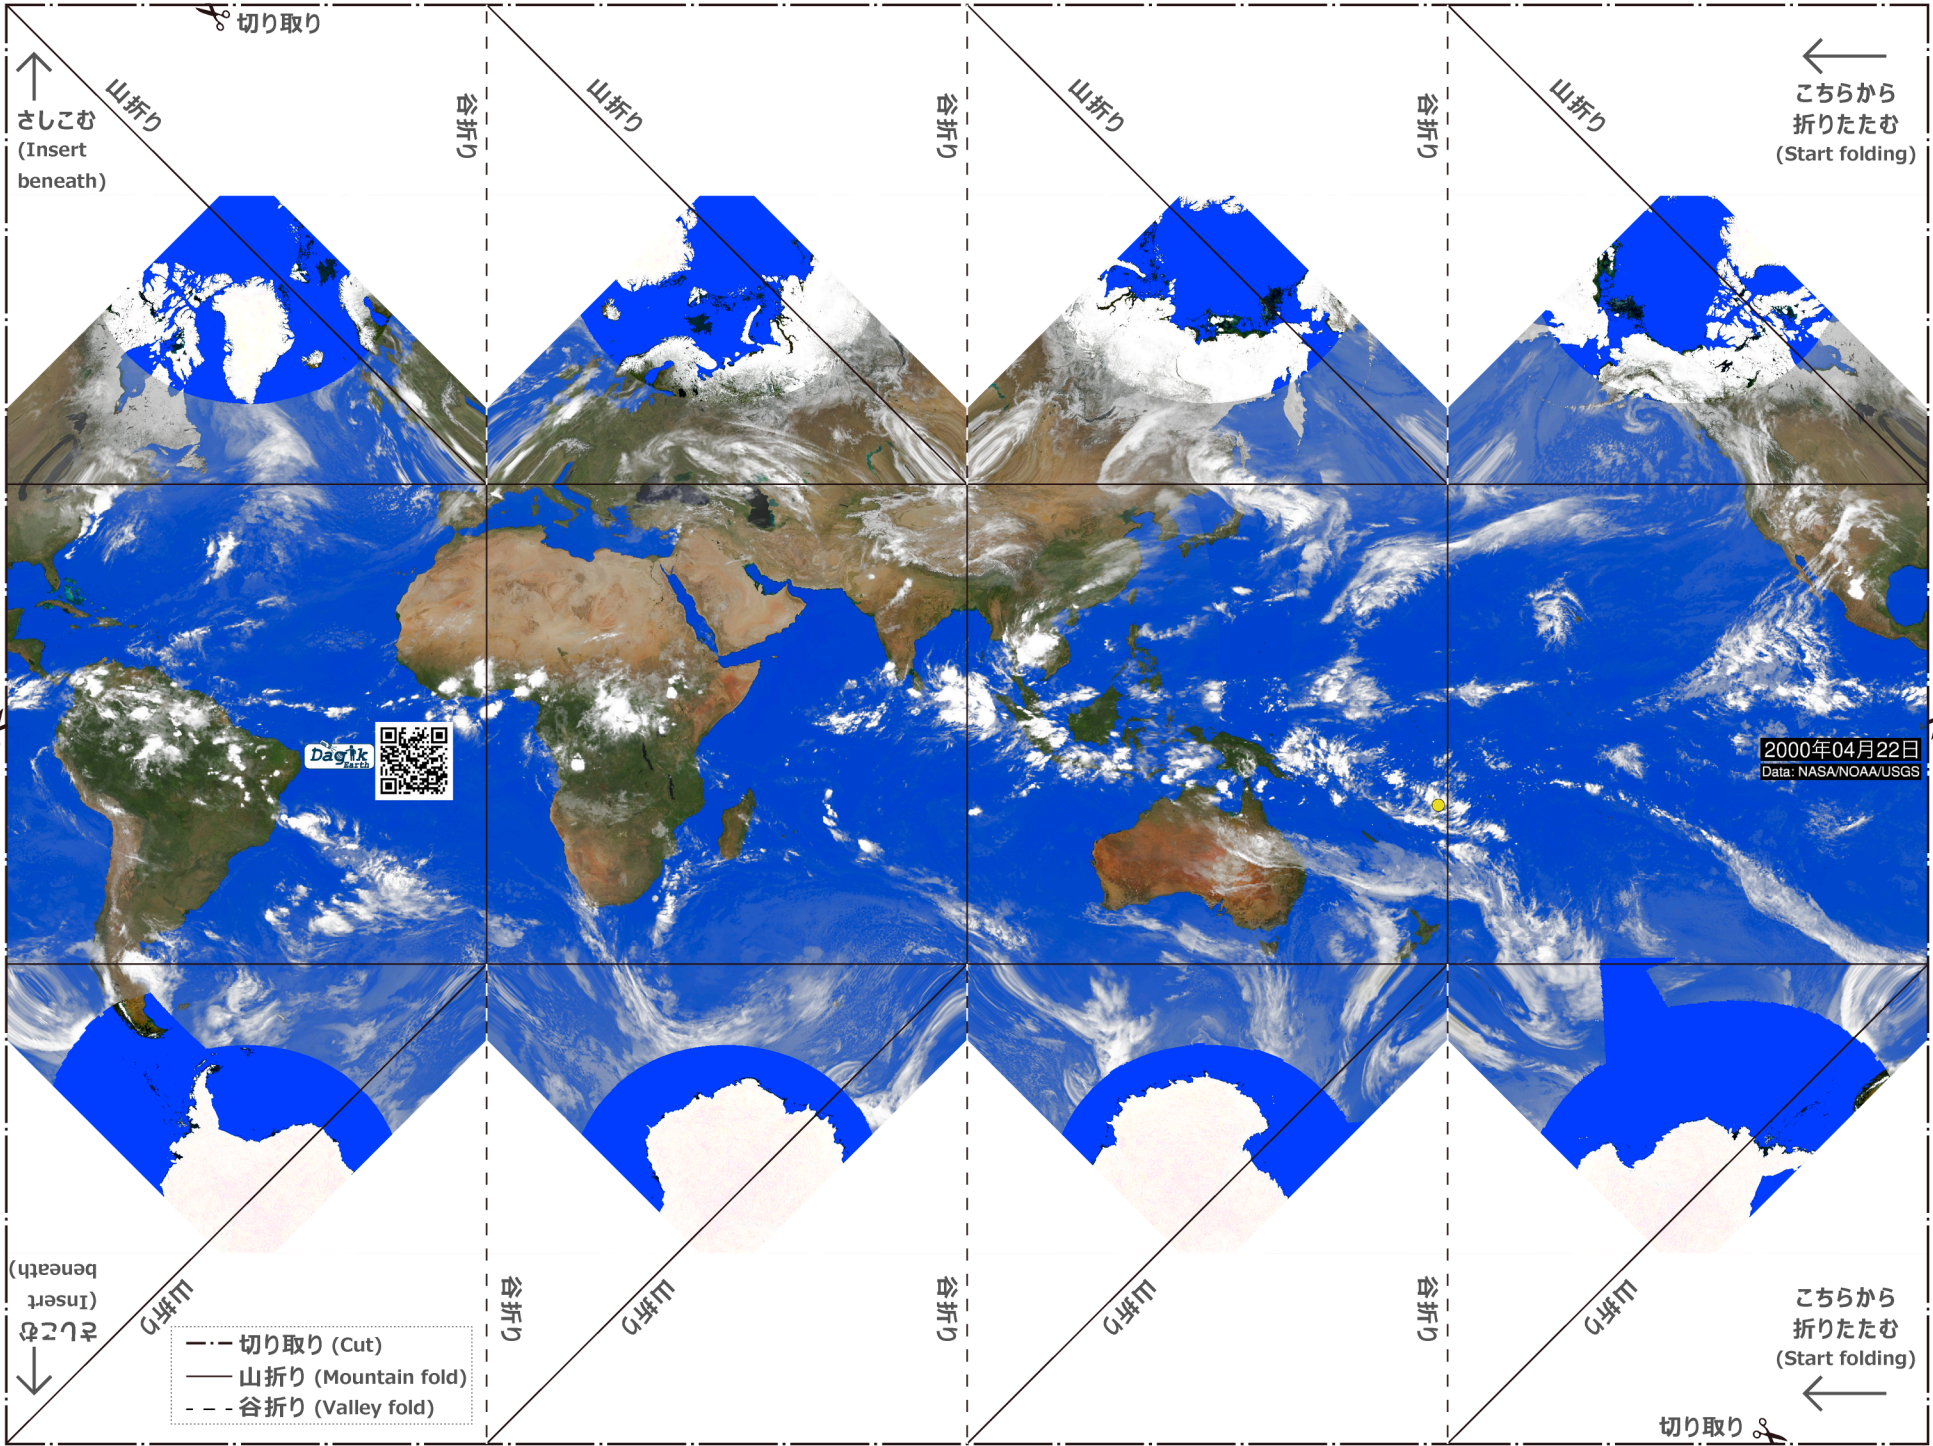 切り取り
山折り
谷折り
山折り
谷折り
山折り
谷折り
山折り
さしこむ
(Insert
beneath)
こちらから
折りたたむ
(Start folding)
Dagik
Earth
2000年04月22日
Data: NASA/NOAA/USGS
さしこむ
(Insert
beneath)
山折り
谷折り
山折り
谷折り
山折り
谷折り
山折り
こちらから
折りたたむ
(Start folding)
切り取り (Cut)
山折り (Mountain fold)
谷折り (Valley fold)
切り取り